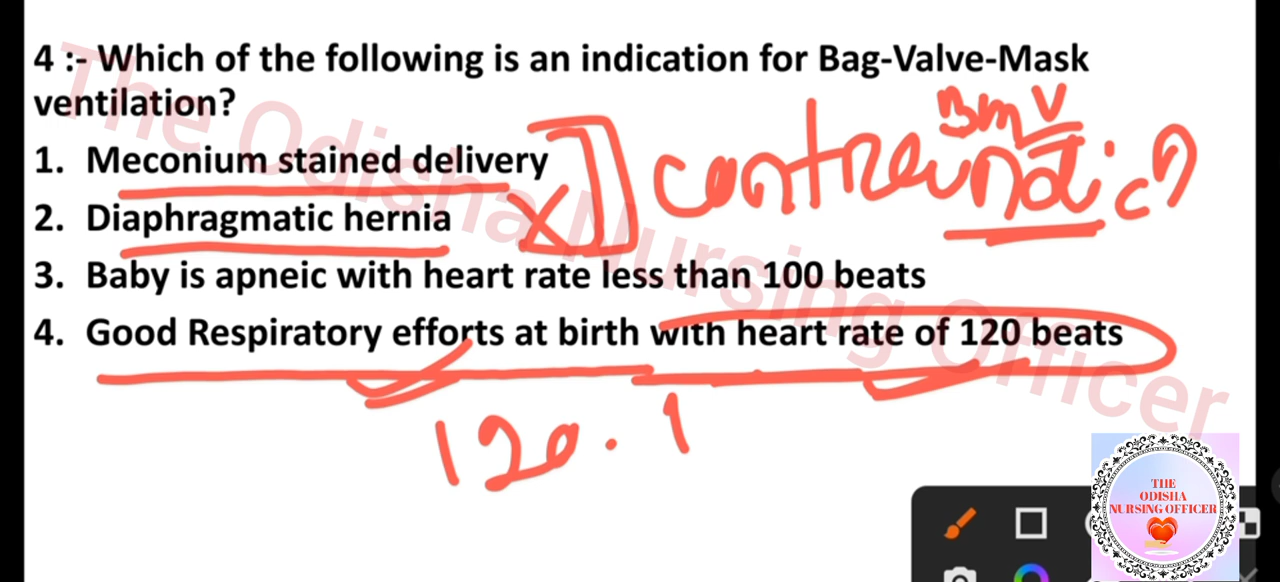 4 :- Which of the following is an indication for Bag-Valve-Mask
ventilation?
BMV
1. Meconium stained delivery
2. Diaphragmatic hernia
3. Baby is apneic with heart rate less than 100 beats
4. Good Respiratory efforts at birth with heart rate of 120 beats
120.
The Odisha Nursing Officer
THE
ODISHA
NURSING OFFICER